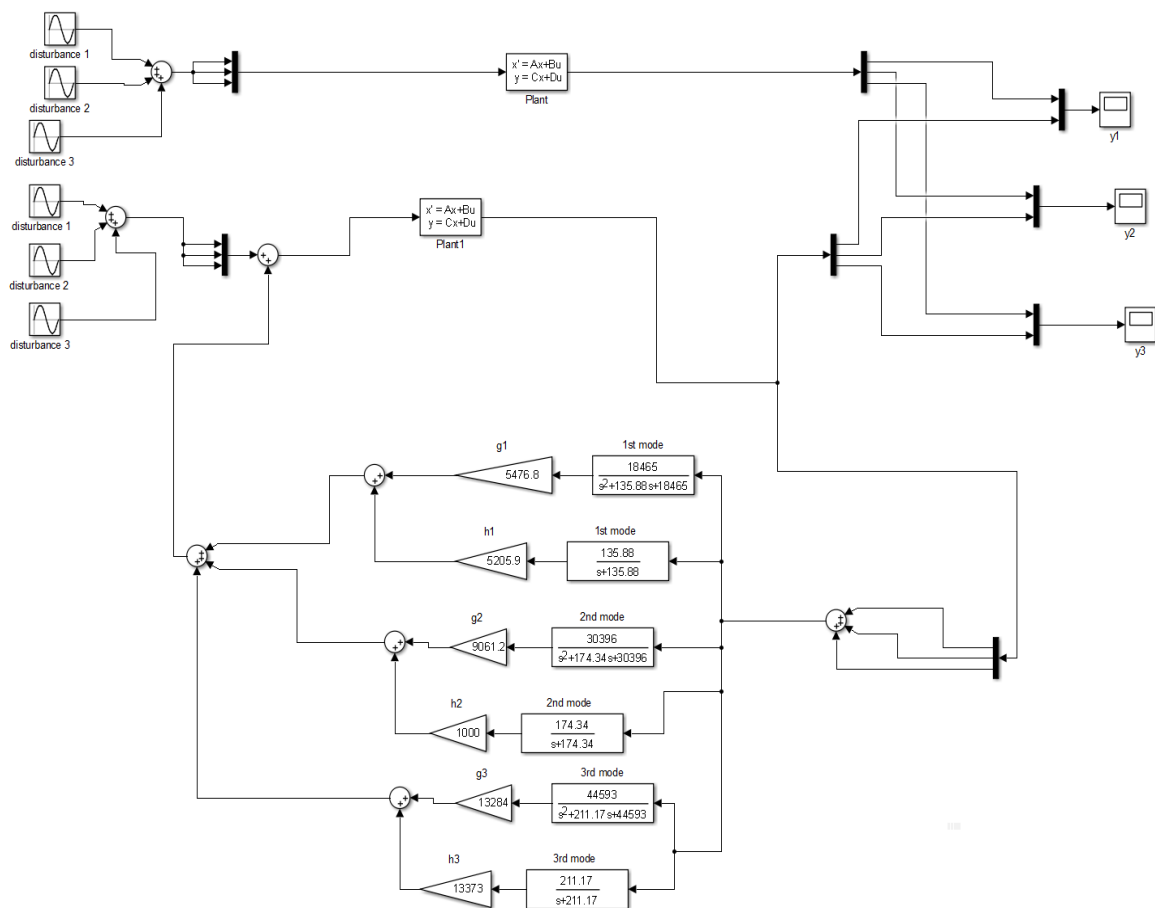 disturbance 1
disturbance 2
disturbance 3
x' = Ax+Bu
y = Cx+Du
Plant
y1
disturbance 1
disturbance 2
disturbance 3
x' = Ax+Bu
y = Cx+Du
Plant1
y2
y3
g1
5476.8
1st mode
18465
s²+135.88s+18465
h1
5205.9
1st mode
135.88
s+135.88
g2
9061.2
2nd mode
30396
s²+174.34s+30396
h2
1000
2nd mode
174.34
s+174.34
g3
13284
3rd mode
44593
s²+211.17s+44593
h3
13373
3rd mode
211.17
s+211.17